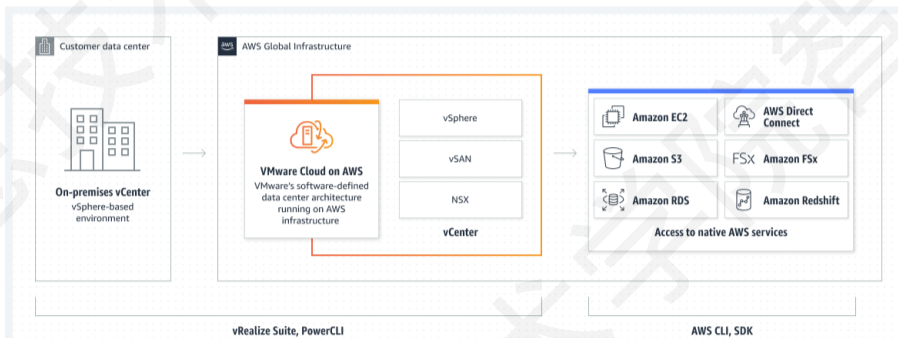 Customer data center
aws
AWS Global Infrastructure
On-premises vCenter
vSphere-based
environment
VMware Cloud on AWS
VMware's software-defined
data center architecture
running on AWS
infrastructure
vSphere
vSAN
NSX
vCenter
Amazon EC2
AWS Direct
Connect
Amazon S3
FSx Amazon FSx
Amazon RDS
Amazon Redshift
Access to native AWS services
vRealize Suite, PowerCLI
AWS CLI, SDK